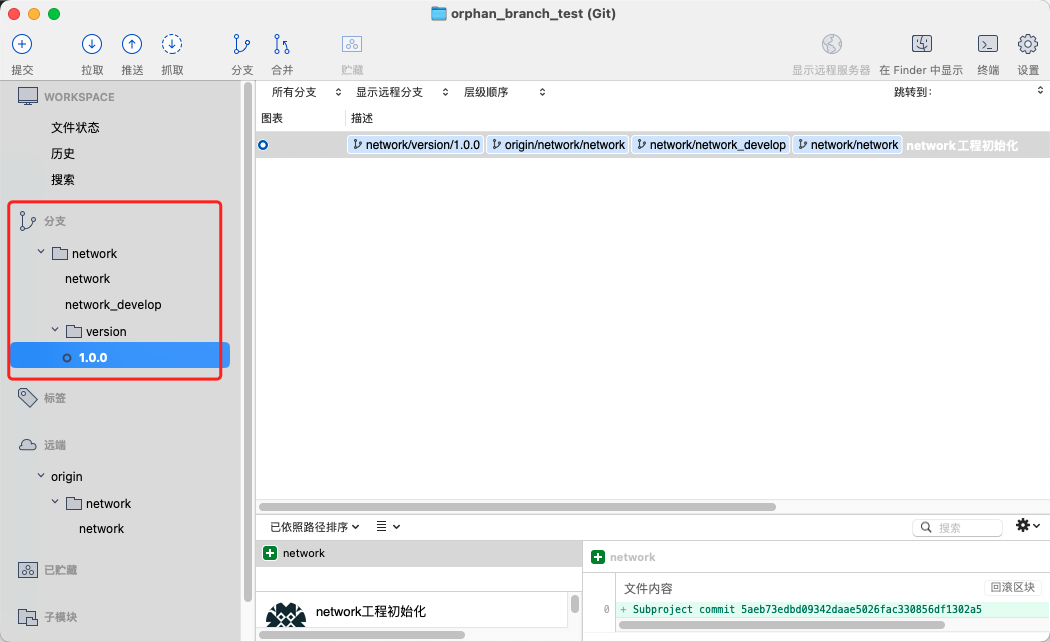 orphan_branch_test (Git)
提交 拉取 推送 抓取 分支 合并 贮藏 显示远程服务器 在 Finder 中显示 终端 设置
WORKSPACE
文件状态
历史
搜索
分支
network
network
network_develop
version
1.0.0
标签
远端
origin
network
network
已贮藏
子模块
所有分支 显示远程分支 层级顺序 跳转到:
图表 描述
network/version/1.0.0 origin/network/network network/network_develop network/network network工程初始化
已依照路径排序 搜索
network
network工程初始化
network
文件内容 回滚区块
0 + Subproject commit 5aeb73edbd09342daae5026fac330856df1302a5